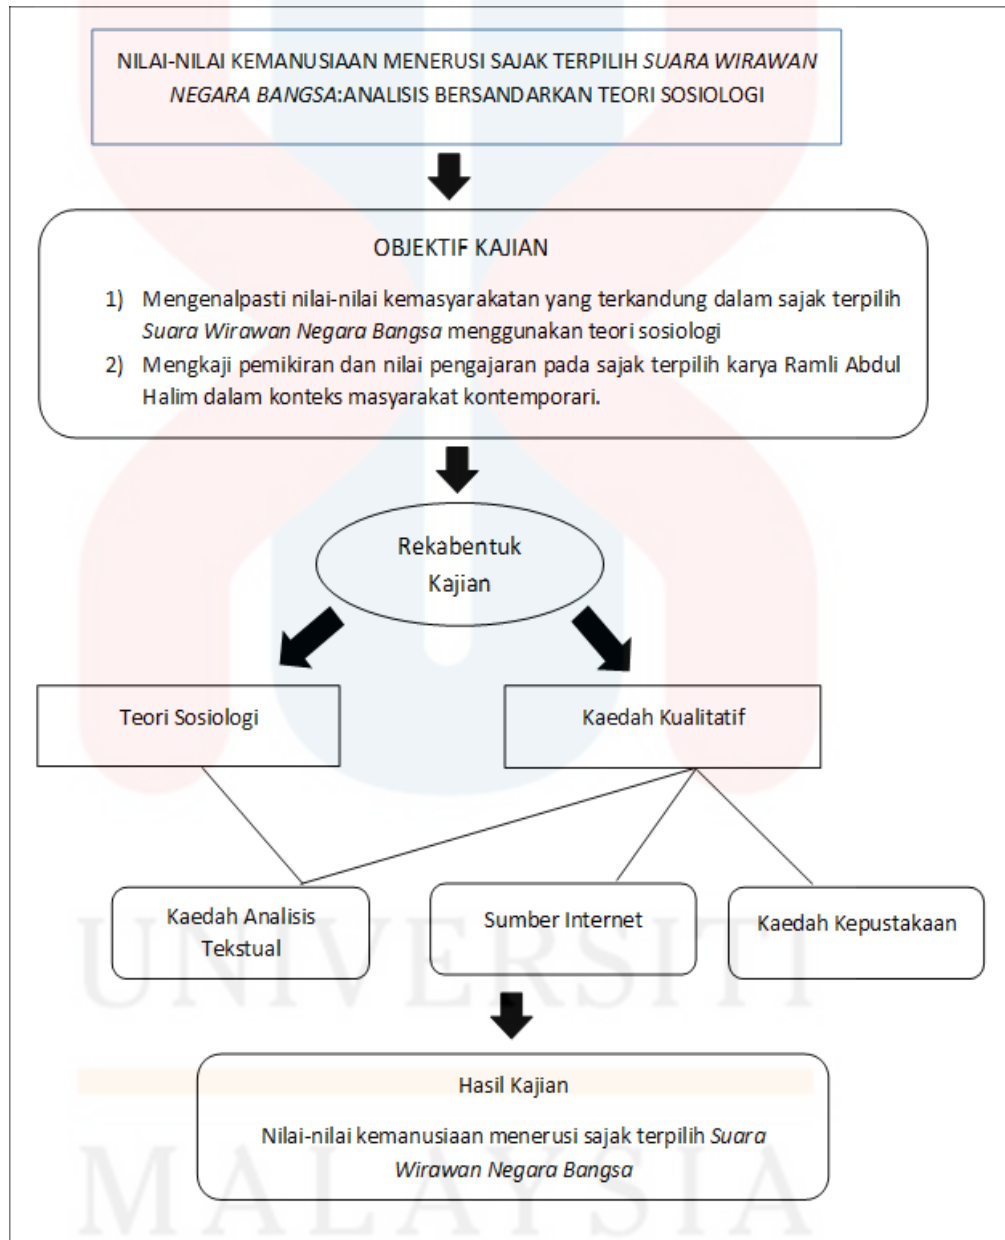 NILAI-NILAI KEMANUSIAAN MENERUSI SAJAK TERPILIH SUARA WIRAWAN
NEGARA BANGSA:ANALISIS BERSANDARKAN TEORI SOSIOLOGI
OBJEKTIF KAJIAN
1) Mengenalpasti nilai-nilai kemasyarakatan yang terkandung dalam sajak terpilih
Suara Wirawan Negara Bangsa menggunakan teori sosiologi
2) Mengkaji pemikiran dan nilai pengajaran pada sajak terpilih karya Ramli Abdul
Halim dalam konteks masyarakat kontemporari.
Rekabentuk
Kajian
Teori Sosiologi
Kaedah Kualitatif
Kaedah Analisis
Tekstual
Sumber Internet
Kaedah Kepustakaan
UNIVERSITI
Hasil Kajian
Nilai-nilai kemanusiaan menerusi sajak terpilih Suara
Wirawan Negara Bangsa
MALAYSIA